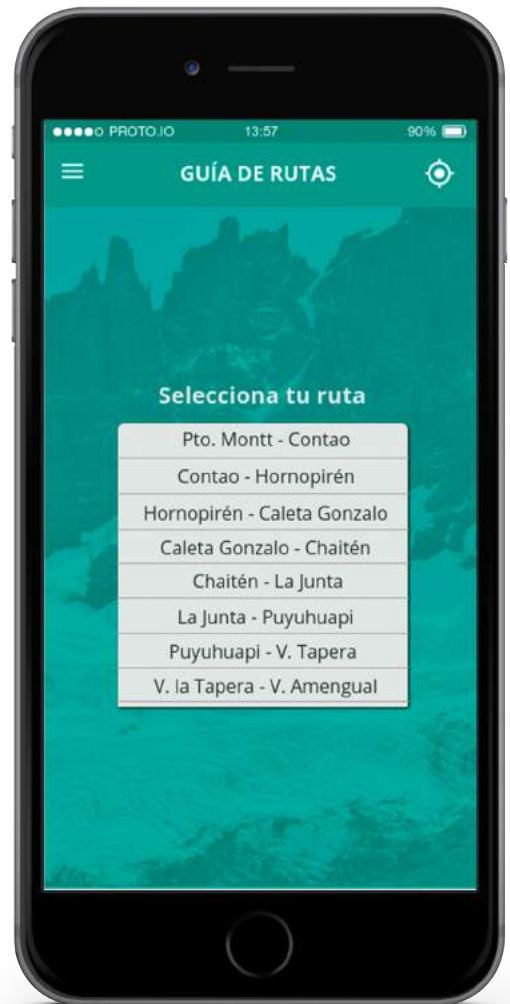 PROTO.IO 13:57 90%
GUÍA DE RUTAS
Selecciona tu ruta
Pto. Montt - Contao
Contao - Hornopirén
Hornopirén - Caleta Gonzalo
Caleta Gonzalo - Chaitén
Chaitén - La Junta
La Junta - Puyuhuapi
Puyuhuapi - V. Tapera
V. la Tapera - V. Amengual